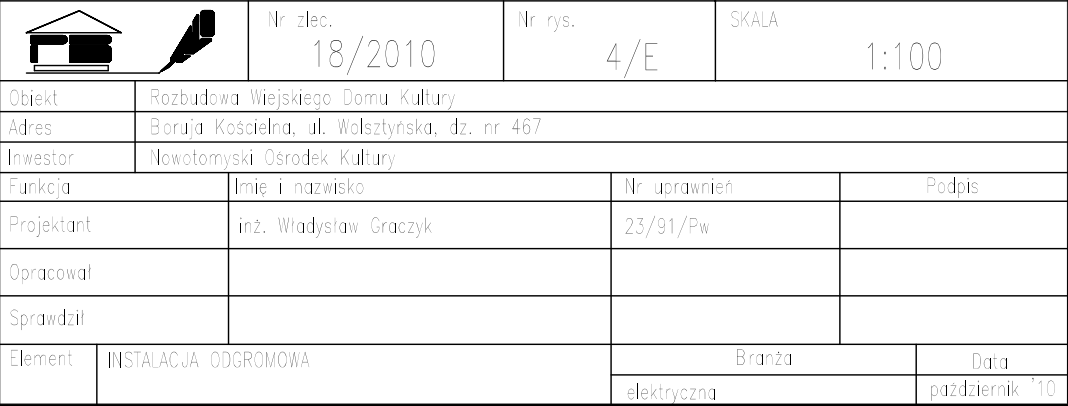 PB
Nr zlec.
18/2010
Nr rys.
4/E
SKALA
1:100
Obiekt Rozbudowa Wiejskiego Domu Kultury
Adres Boruja Kościelna, ul. Wolsztyńska, dz. nr 467
Inwestor Nowotomyski Ośrodek Kultury
Funkcja Imię i nazwisko Nr uprawnień Podpis
Projektant inż. Władysław Graczyk 23/91/Pw
Opracował
Sprawdził
Element INSTALACJA ODGROMOWA Branża Data
elektryczna październik '10